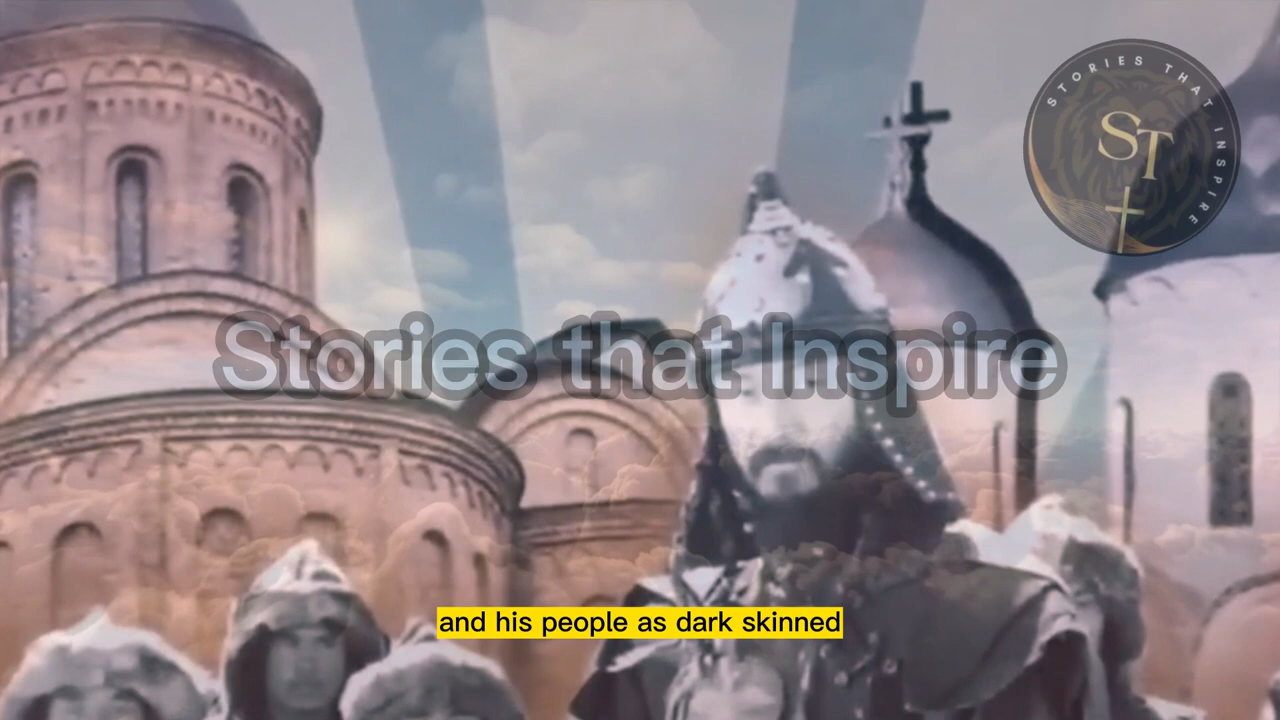 STORIES THAT INSPIRE
ST
Stories that Inspire
and his people as dark skinned